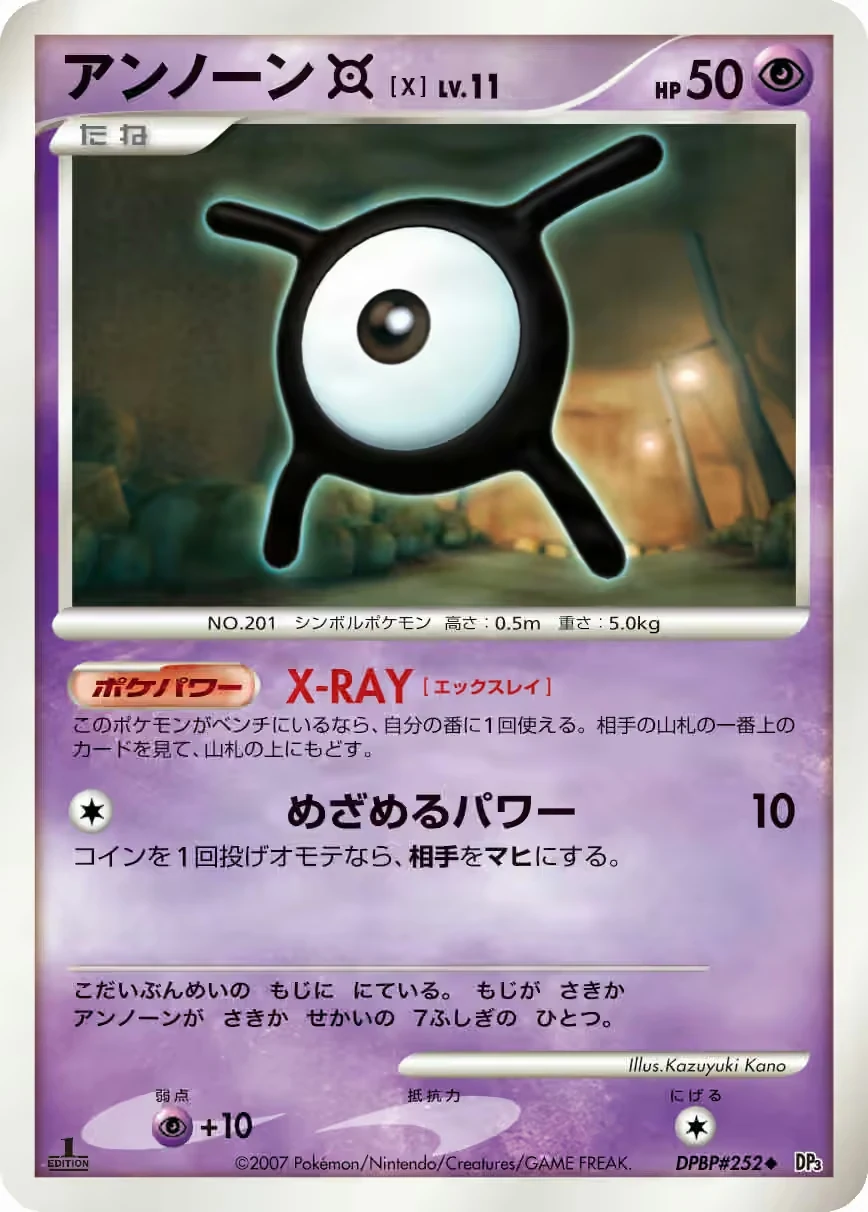 アンノーン [X] LV.11 HP 50
たね
NO.201 シンボルポケモン 高さ：0.5m 重さ：5.0kg
ポケパワー X-RAY [エックスレイ]
このポケモンがベンチにいるなら、自分の番に1回使える。相手の山札の一番上の
カードを見て、山札の上にもどす。
めざめるパワー 10
コインを1回投げオモテなら、相手をマヒにする。
こだいぶんめいの もじに にている。 もじが さきか
アンノーンが さきか せかいの 7ふしぎの ひとつ。
Illus.Kazuyuki Kano
弱点 抵抗力 にげる
+10
1 EDITION ©2007 Pokémon/Nintendo/Creatures/GAME FREAK. DPBP#252◆ DP3